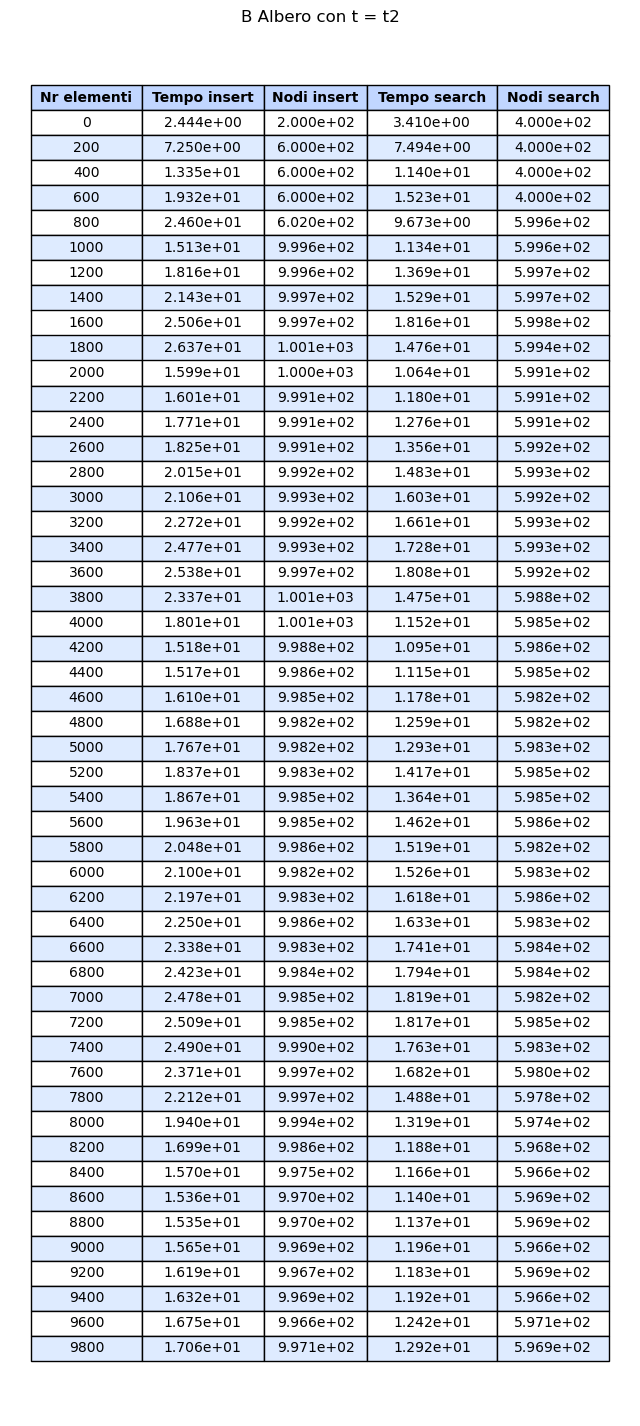 B Albero con t = t2
Nr elementi Tempo insert Nodi insert Tempo search Nodi search
0 2.444e+00 2.000e+02 3.410e+00 4.000e+02
200 7.250e+00 6.000e+02 7.494e+00 4.000e+02
400 1.335e+01 6.000e+02 1.140e+01 4.000e+02
600 1.932e+01 6.000e+02 1.523e+01 4.000e+02
800 2.460e+01 6.020e+02 9.673e+00 5.996e+02
1000 1.513e+01 9.996e+02 1.134e+01 5.996e+02
1200 1.816e+01 9.996e+02 1.369e+01 5.997e+02
1400 2.143e+01 9.997e+02 1.529e+01 5.997e+02
1600 2.506e+01 9.997e+02 1.816e+01 5.998e+02
1800 2.637e+01 1.001e+03 1.476e+01 5.994e+02
2000 1.599e+01 1.000e+03 1.064e+01 5.991e+02
2200 1.601e+01 9.991e+02 1.180e+01 5.991e+02
2400 1.771e+01 9.991e+02 1.276e+01 5.991e+02
2600 1.825e+01 9.991e+02 1.356e+01 5.992e+02
2800 2.015e+01 9.992e+02 1.483e+01 5.993e+02
3000 2.106e+01 9.993e+02 1.603e+01 5.992e+02
3200 2.272e+01 9.992e+02 1.661e+01 5.993e+02
3400 2.477e+01 9.993e+02 1.728e+01 5.993e+02
3600 2.538e+01 9.997e+02 1.808e+01 5.992e+02
3800 2.337e+01 1.001e+03 1.475e+01 5.988e+02
4000 1.801e+01 1.001e+03 1.152e+01 5.985e+02
4200 1.518e+01 9.988e+02 1.095e+01 5.986e+02
4400 1.517e+01 9.986e+02 1.115e+01 5.985e+02
4600 1.610e+01 9.985e+02 1.178e+01 5.982e+02
4800 1.688e+01 9.982e+02 1.259e+01 5.982e+02
5000 1.767e+01 9.982e+02 1.293e+01 5.983e+02
5200 1.837e+01 9.983e+02 1.417e+01 5.985e+02
5400 1.867e+01 9.985e+02 1.364e+01 5.985e+02
5600 1.963e+01 9.985e+02 1.462e+01 5.986e+02
5800 2.048e+01 9.986e+02 1.519e+01 5.982e+02
6000 2.100e+01 9.982e+02 1.526e+01 5.983e+02
6200 2.197e+01 9.983e+02 1.618e+01 5.986e+02
6400 2.250e+01 9.986e+02 1.633e+01 5.983e+02
6600 2.338e+01 9.983e+02 1.741e+01 5.984e+02
6800 2.423e+01 9.984e+02 1.794e+01 5.984e+02
7000 2.478e+01 9.985e+02 1.819e+01 5.982e+02
7200 2.509e+01 9.985e+02 1.817e+01 5.985e+02
7400 2.490e+01 9.990e+02 1.763e+01 5.983e+02
7600 2.371e+01 9.997e+02 1.682e+01 5.980e+02
7800 2.212e+01 9.997e+02 1.488e+01 5.978e+02
8000 1.940e+01 9.994e+02 1.319e+01 5.974e+02
8200 1.699e+01 9.986e+02 1.188e+01 5.968e+02
8400 1.570e+01 9.975e+02 1.166e+01 5.966e+02
8600 1.536e+01 9.970e+02 1.140e+01 5.969e+02
8800 1.535e+01 9.970e+02 1.137e+01 5.969e+02
9000 1.565e+01 9.969e+02 1.196e+01 5.966e+02
9200 1.619e+01 9.967e+02 1.183e+01 5.969e+02
9400 1.632e+01 9.969e+02 1.192e+01 5.966e+02
9600 1.675e+01 9.966e+02 1.242e+01 5.971e+02
9800 1.706e+01 9.971e+02 1.292e+01 5.969e+02